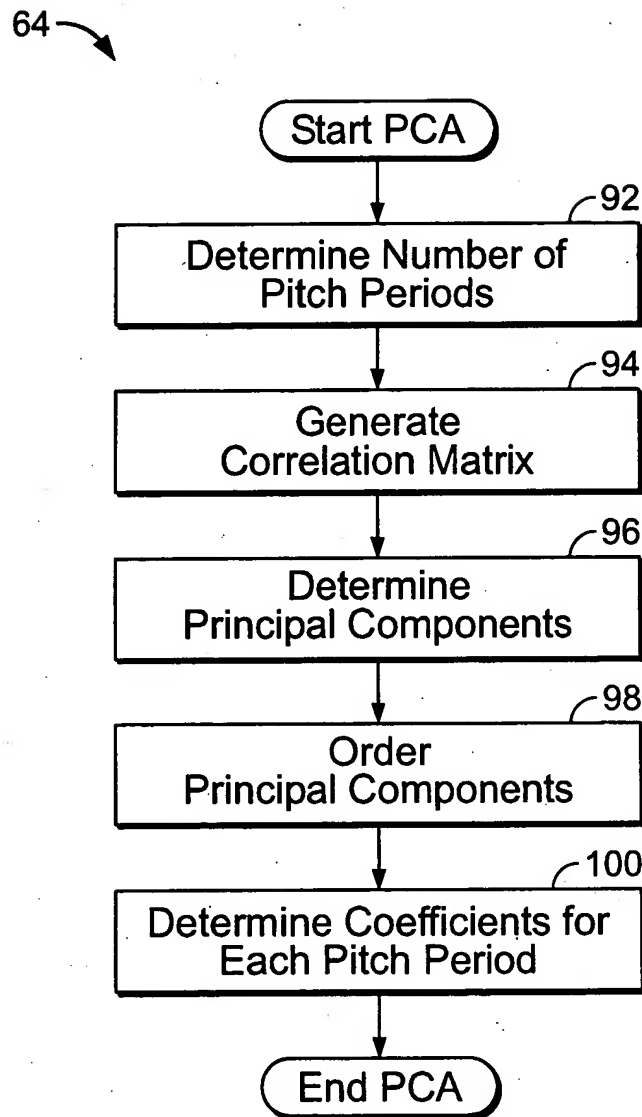 64
Start PCA
92
Determine Number of
Pitch Periods
94
Generate
Correlation Matrix
96
Determine
Principal Components
98
Order
Principal Components
100
Determine Coefficients for
Each Pitch Period
End PCA